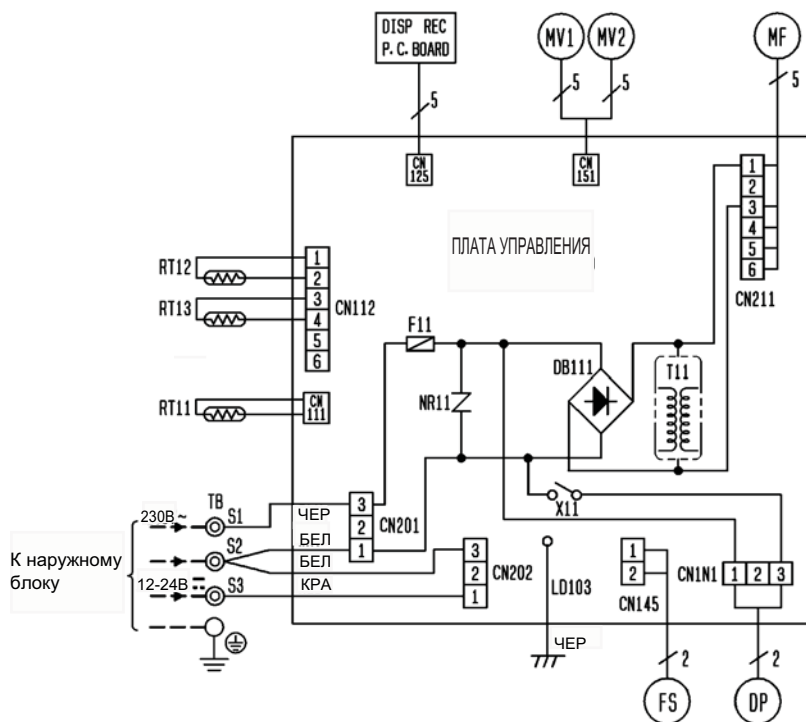 DISP REC
P.C.BOARD
MV1
MV2
MF
5
5
5
5
CN
125
CN
151
1
2
3
4
5
6
CN211
ПЛАТА УПРАВЛЕНИЯ
RT12
RT13
1
2
3
4
5
6
CN112
F11
DB111
T11
NR11
RT11
CN
111
X11
230В ~
TB
S1
ЧЕР
3
2
1
CN201
К наружному
блоку
S2
БЕЛ
БЕЛ
3
2
1
CN202
12-24В
S3
КРА
LD103
1
2
CN145
CN1N1
1
2
3
ЧЕР
2
2
FS
DP